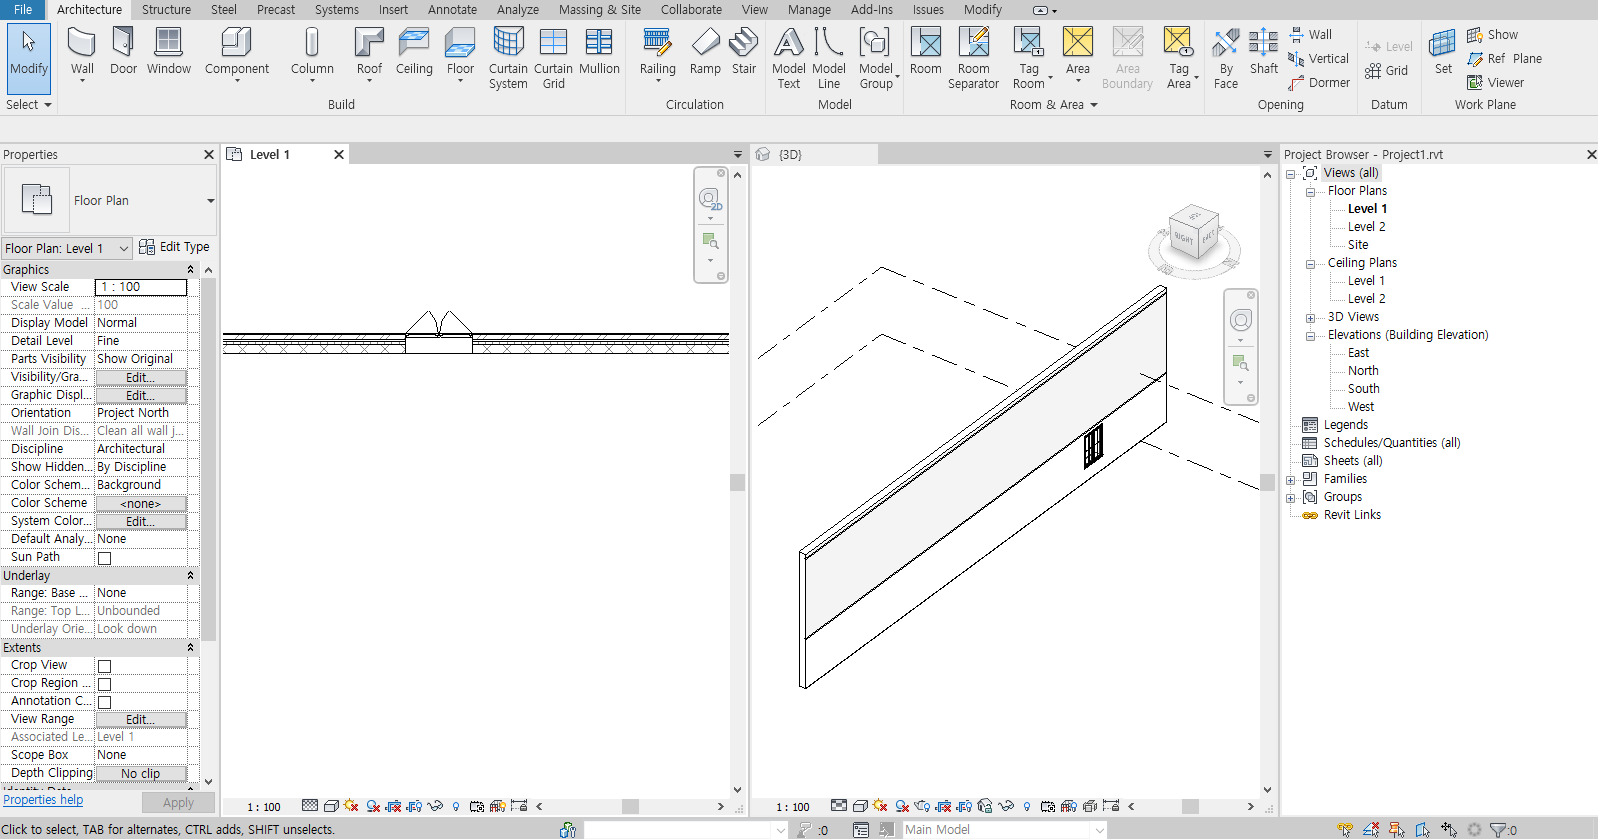 File Architecture Structure Steel Precast Systems Insert Annotate Analyze Massing & Site Collaborate View Manage Add-Ins Issues Modify
Modify Wall Door Window Component Column Roof Ceiling Floor Curtain System Curtain Grid Mullion Railing Ramp Stair Model Text Model Line Model Group Room Room Separator Tag Room Area Area Boundary Tag Area By Face Shaft Wall Vertical Dormer Level Grid Set Show Ref Plane Viewer
Select Build Circulation Model Room & Area Opening Datum Work Plane
Properties
Floor Plan
Floor Plan: Level 1 Edit Type
Graphics
View Scale 1 : 100
Scale Value ... 100
Display Model Normal
Detail Level Fine
Parts Visibility Show Original
Visibility/Gra... Edit...
Graphic Displ... Edit...
Orientation Project North
Wall Join Dis... Clean all wall j...
Discipline Architectural
Show Hidden... By Discipline
Color Schem... Background
Color Scheme <none>
System Color... Edit...
Default Analy... None
Sun Path
Underlay
Range: Base ... None
Range: Top L... Unbounded
Underlay Orie... Look down
Extents
Crop View
Crop Region ...
Annotation C...
View Range Edit...
Associated Le... Level 1
Scope Box None
Depth Clipping No clip
Identity Data
Properties help Apply
Level 1
2D
1 : 100
{3D}
RIGHT
1 : 100
Project Browser - Project1.rvt
Views (all)
Floor Plans
Level 1
Level 2
Site
Ceiling Plans
Level 1
Level 2
3D Views
Elevations (Building Elevation)
East
North
South
West
Legends
Schedules/Quantities (all)
Sheets (all)
Families
Groups
Revit Links
Click to select, TAB for alternates, CTRL adds, SHIFT unselects. :0 Main Model :0